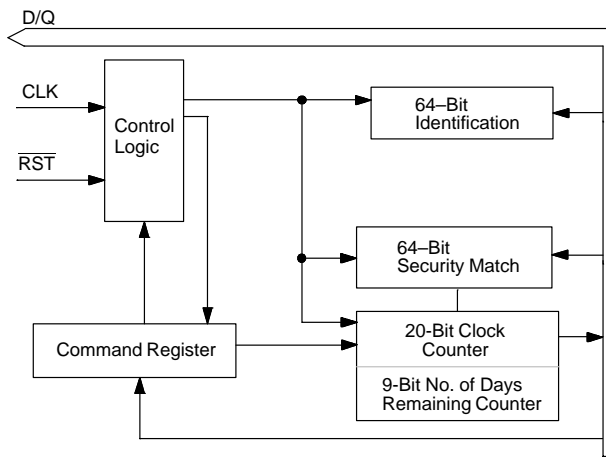 D/Q
CLK
RST
Control
Logic
64–Bit
Identification
64–Bit
Security Match
Command Register
20-Bit Clock
Counter
9-Bit No. of Days
Remaining Counter